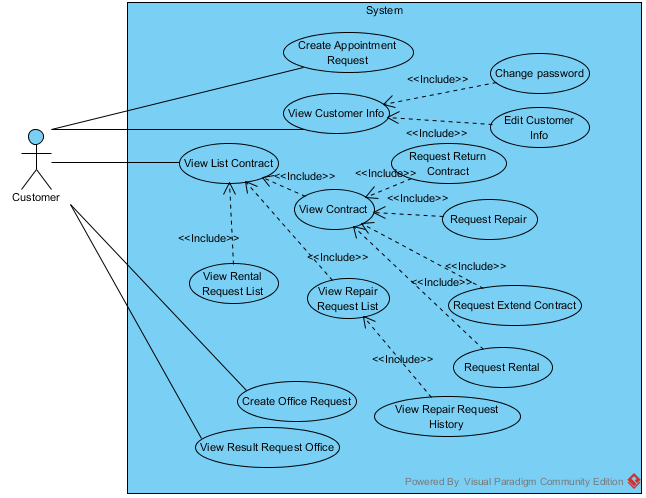 System
Create Appointment
Request
<<Include>>
Change password
View Customer Info
Edit Customer
Info
<<Include>>
Customer
View List Contract
<<Include>>
<<Include>>
Request Return
Contract
View Contract
<<Include>>
Request Repair
<<Include>>
<<Include>>
<<Include>>
<<Include>>
View Rental
Request List
View Repair
Request List
Request Extend Contract
<<Include>>
Request Rental
Create Office Request
View Repair Request
History
View Result Request Office
Powered By Visual Paradigm Community Edition